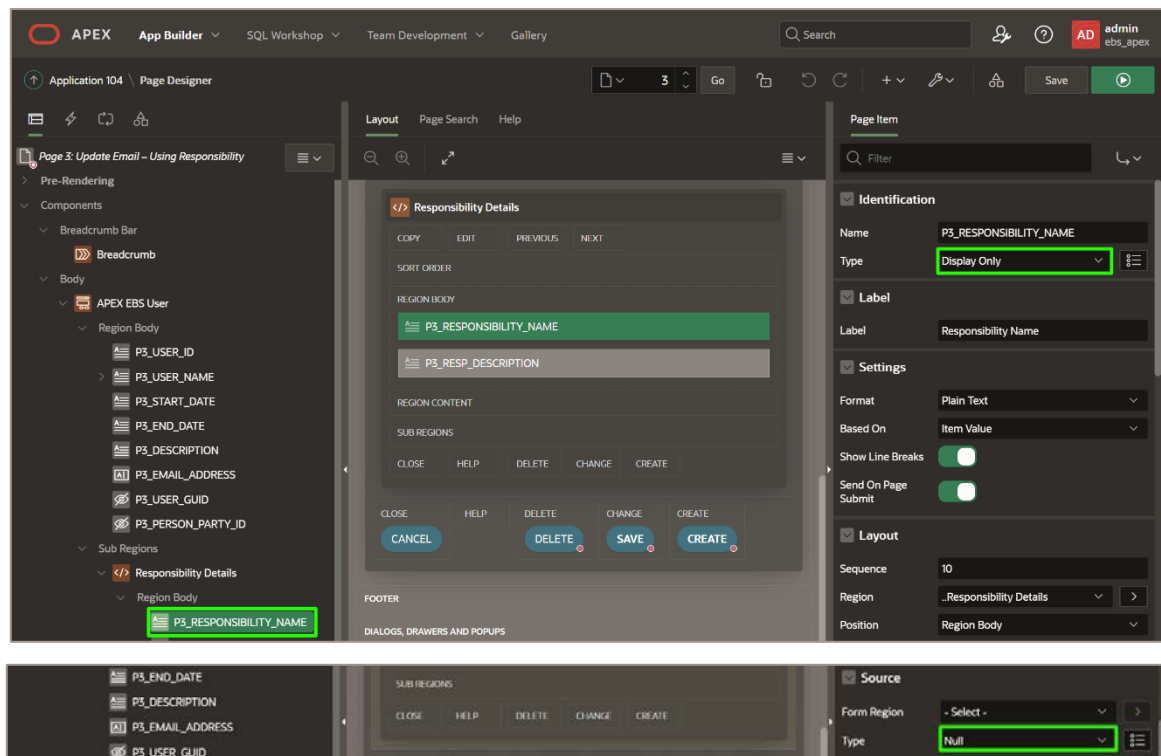 APEX App Builder SQL Workshop Team Development Gallery Search AD admin
ebs_apex
Application 104 \ Page Designer 3 Go Save
Layout Page Search Help Page Item
Page 3: Update Email – Using Responsibility
Filter
Pre-Rendering
Components
Breadcrumb Bar
Breadcrumb
Body
APEX EBS User
Region Body
P3_USER_ID
P3_USER_NAME
P3_START_DATE
P3_END_DATE
P3_DESCRIPTION
P3_EMAIL_ADDRESS
P3_USER_GUID
P3_PERSON_PARTY_ID
Sub Regions
Responsibility Details
Region Body
P3_RESPONSIBILITY_NAME
Responsibility Details
COPY EDIT PREVIOUS NEXT
SORT ORDER
REGION BODY
P3_RESPONSIBILITY_NAME
P3_RESP_DESCRIPTION
REGION CONTENT
SUB REGIONS
CLOSE HELP DELETE CHANGE CREATE
CLOSE HELP DELETE CHANGE CREATE
CANCEL DELETE SAVE CREATE
FOOTER
DIALOGS, DRAWERS AND POPUPS
Identification
Name P3_RESPONSIBILITY_NAME
Type Display Only
Label
Label Responsibility Name
Settings
Format Plain Text
Based On Item Value
Show Line Breaks
Send On Page
Submit
Layout
Sequence 10
Region ..Responsibility Details
Position Region Body
P3_END_DATE
P3_DESCRIPTION
P3_EMAIL_ADDRESS
P3_USER_GUID
SUB REGIONS
CLOSE HELP DELETE CHANGE CREATE
Source
Form Region - Select -
Type Null